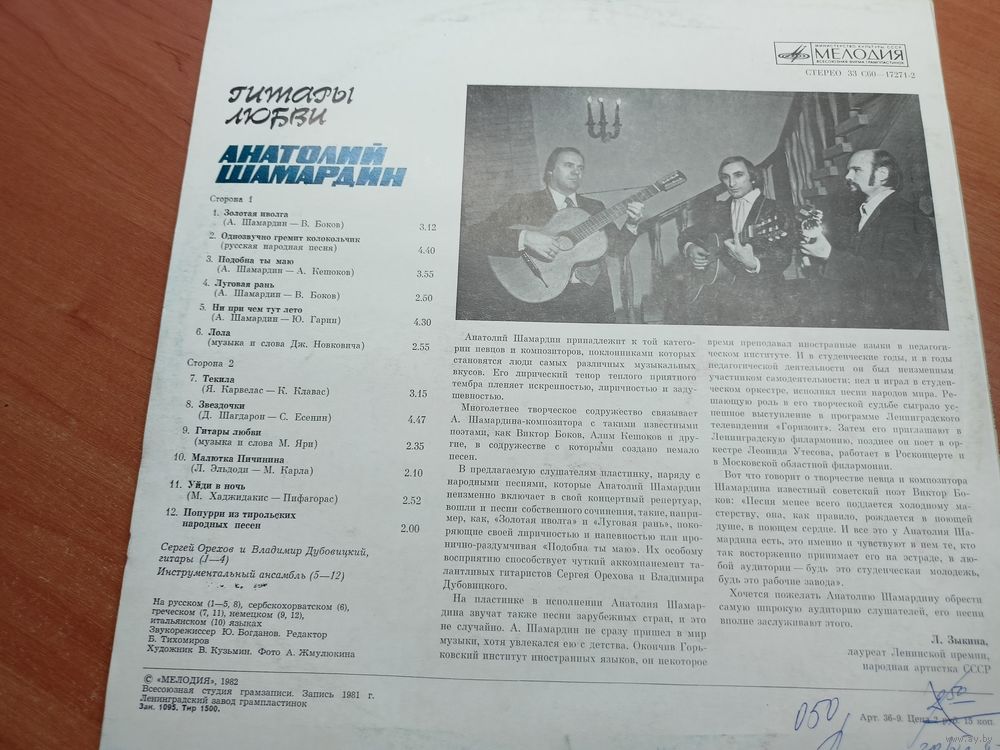 МИНИСТЕРСТВО КУЛЬТУРЫ СССР
МЕЛОДИЯ
ВСЕСОЮЗНАЯ ФИРМА ГРАМПЛАСТИНОК
СТЕРЕО 33 С60—17271-2
ГИТАРЫ
ЛЮБВИ
АНАТОЛИЙ
ШАМАРДИН
Сторона 1
1. Золотая иволга
(А. Шамардин — В. Боков) 3.12
2. Однозвучно гремит колокольчик
(русская народная песня) 4.40
3. Подобна ты маю
(А. Шамардин — А. Кешоков) 3.55
4. Луговая рань
(А. Шамардин — В. Боков) 2.50
5. Ни при чем тут лето
(А. Шамардин — Ю. Гарин) 4.30
6. Лола
(музыка и слова Дж. Новковича) 2.55
Сторона 2
7. Текила
(Я. Карвелас — К. Клавас) 3.15
8. Звездочки
(Д. Шагдарон — С. Есенин) 4.47
9. Гитары любви
(музыка и слова М. Яри) 2.35
10. Малютка Пичинина
(Л. Эльдоди — М. Карла) 2.10
11. Уйди в ночь
(М. Хаджидакис — Пифагорас) 2.52
12. Попурри из тирольских
народных песен 2.00
Сергей Орехов и Владимир Дубовицкий,
гитары (1—4)
Инструментальный ансамбль (5—12)
На русском (1—5, 8), сербскохорватском (6),
греческом (7, 11), немецком (9, 12),
итальянском (10) языках
Звукорежиссер Ю. Богданов. Редактор
Б. Тихомиров
Художник В. Кузьмин. Фото А. Жмулюкина
© «МЕЛОДИЯ», 1982
Всесоюзная студия грамзаписи. Запись 1981 г.
Ленинградский завод грампластинок
Зак. 1095. Тир 1500.
Анатолий Шамардин принадлежит к той катего-
рии певцов и композиторов, поклонниками которых
становятся люди самых различных музыкальных
вкусов. Его лирический тенор теплого приятного
тембра пленяет искренностью, лиричностью и заду-
шевностью.
Многолетнее творческое содружество связывает
А. Шамардина-композитора с такими известными
поэтами, как Виктор Боков, Алим Кешоков и дру-
гие, в содружестве с которыми создано немало
песен.
В предлагаемую слушателям пластинку, наряду с
народными песнями, которые Анатолий Шамардин
неизменно включает в свой концертный репертуар,
вошли и песни собственного сочинения, такие, напри-
мер, как, «Золотая иволга» и «Луговая рань», поко-
ряющие своей лиричностью и напевностью или иро-
нично-раздумчивая «Подобна ты маю». Их особому
восприятию способствует чуткий аккомпанемент та-
лантливых гитаристов Сергея Орехова и Владимира
Дубовицкого.
На пластинке в исполнении Анатолия Шамар-
дина звучат также песни зарубежных стран, и это
не случайно. А. Шамардин не сразу пришел в мир
музыки, хотя увлекался ею с детства. Окончив Горь-
ковский институт иностранных языков, он некоторое
время преподавал иностранные языки в педагоги-
ческом институте. И в студенческие годы, и в годы
педагогической деятельности он был неизменным
участником самодеятельности: пел и играл в студен-
ческом оркестре, исполнял песни народов мира. Ре-
шающую роль в его творческой судьбе сыграло ус-
пешное выступление в программе Ленинградского
телевидения «Горизонт». Затем его приглашают в
Ленинградскую филармонию, позднее он поет в ор-
кестре Леонида Утесова, работает в Росконцерте и
в Московской областной филармонии.
Вот что говорит о творчестве певца и композитора
Шамардина известный советский поэт Виктор Бо-
ков: «Песни менее всего поддается холодному ма-
стерству, она, как правило, рождается в поющей
душе, в поющем сердце. И все это у Анатолия Ша-
мардина есть, это именно и чувствуют в нем те, кто
так восторженно принимает его на эстраде, в лю-
бой аудитории — будь это студенческая молодежь,
будь это рабочие завода».
Хочется пожелать Анатолию Шамардину обрести
самую широкую аудиторию слушателей, его песни
вполне заслуживают этого.
Л. Зыкина,
лауреат Ленинской премии,
народная артистка СССР
Арт. 36-9. Цена 2 руб. 15 коп.
050
050
www.ay.by